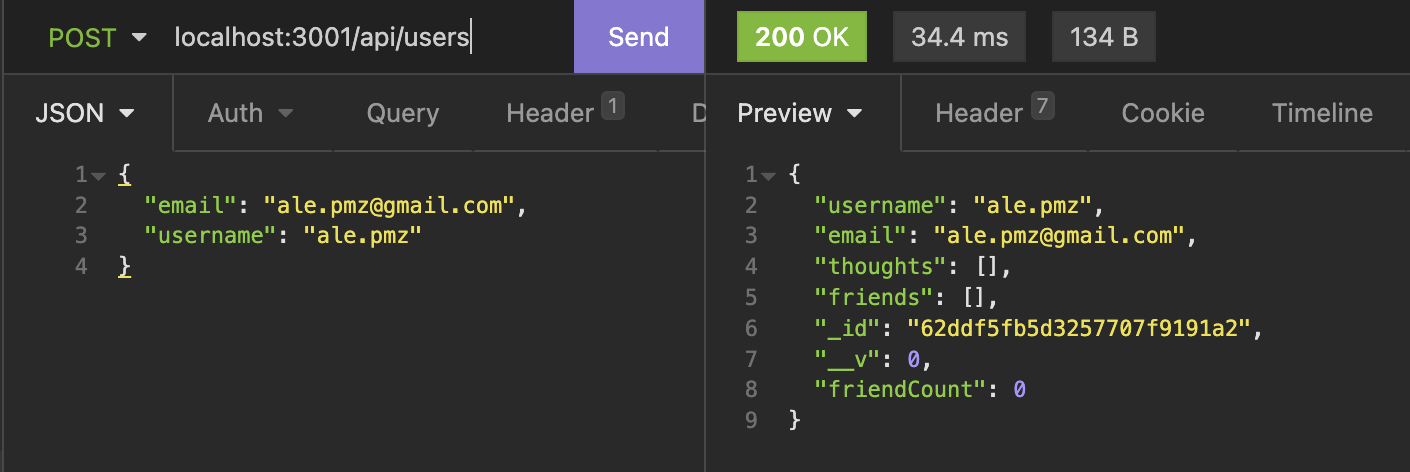 POST localhost:3001/api/users Send
JSON Auth Query Header 1 D
1 {
2 "email": "ale.pmz@gmail.com",
3 "username": "ale.pmz"
4 }
200 OK 34.4 ms 134 B
Preview Header 7 Cookie Timeline
1 {
2 "username": "ale.pmz",
3 "email": "ale.pmz@gmail.com",
4 "thoughts": [],
5 "friends": [],
6 "_id": "62ddf5fb5d3257707f9191a2",
7 "__v": 0,
8 "friendCount": 0
9 }